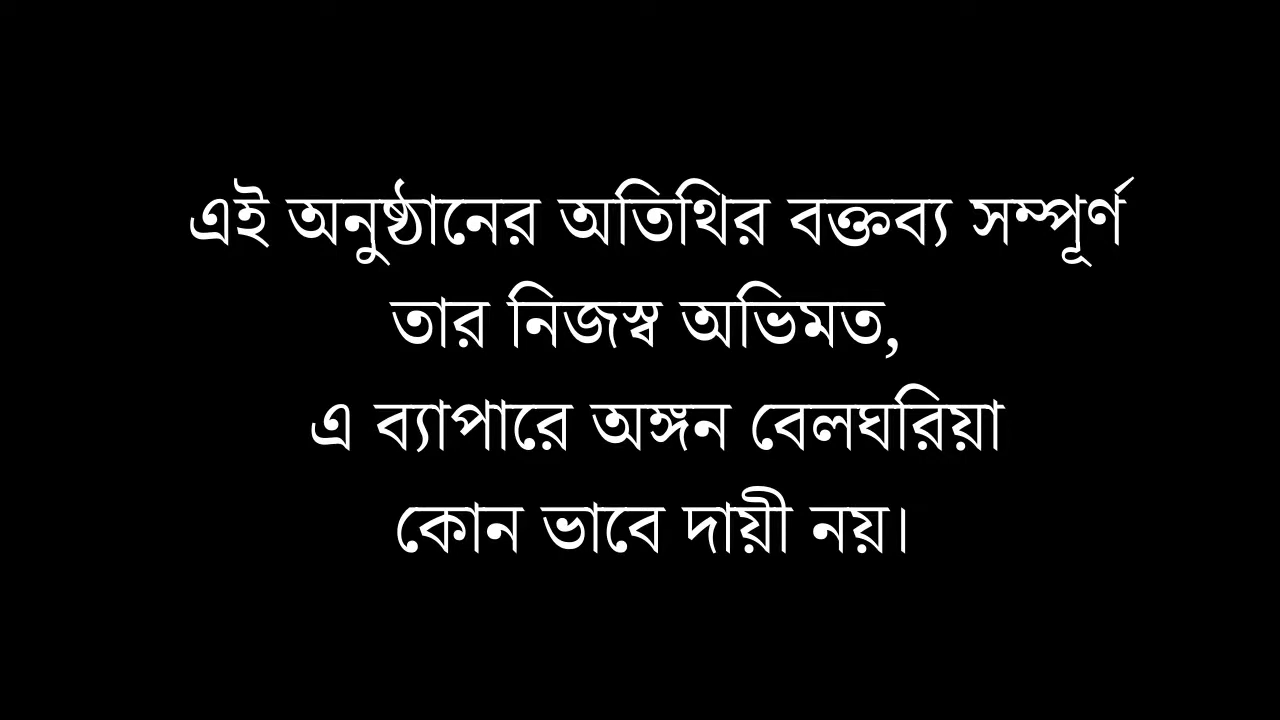 এই অনুষ্ঠানের অতিথির বক্তব্য সম্পূর্ণ
তার নিজস্ব অভিমত,
এ ব্যাপারে অঙ্গন বেলঘরিয়া
কোন ভাবে দায়ী নয়।